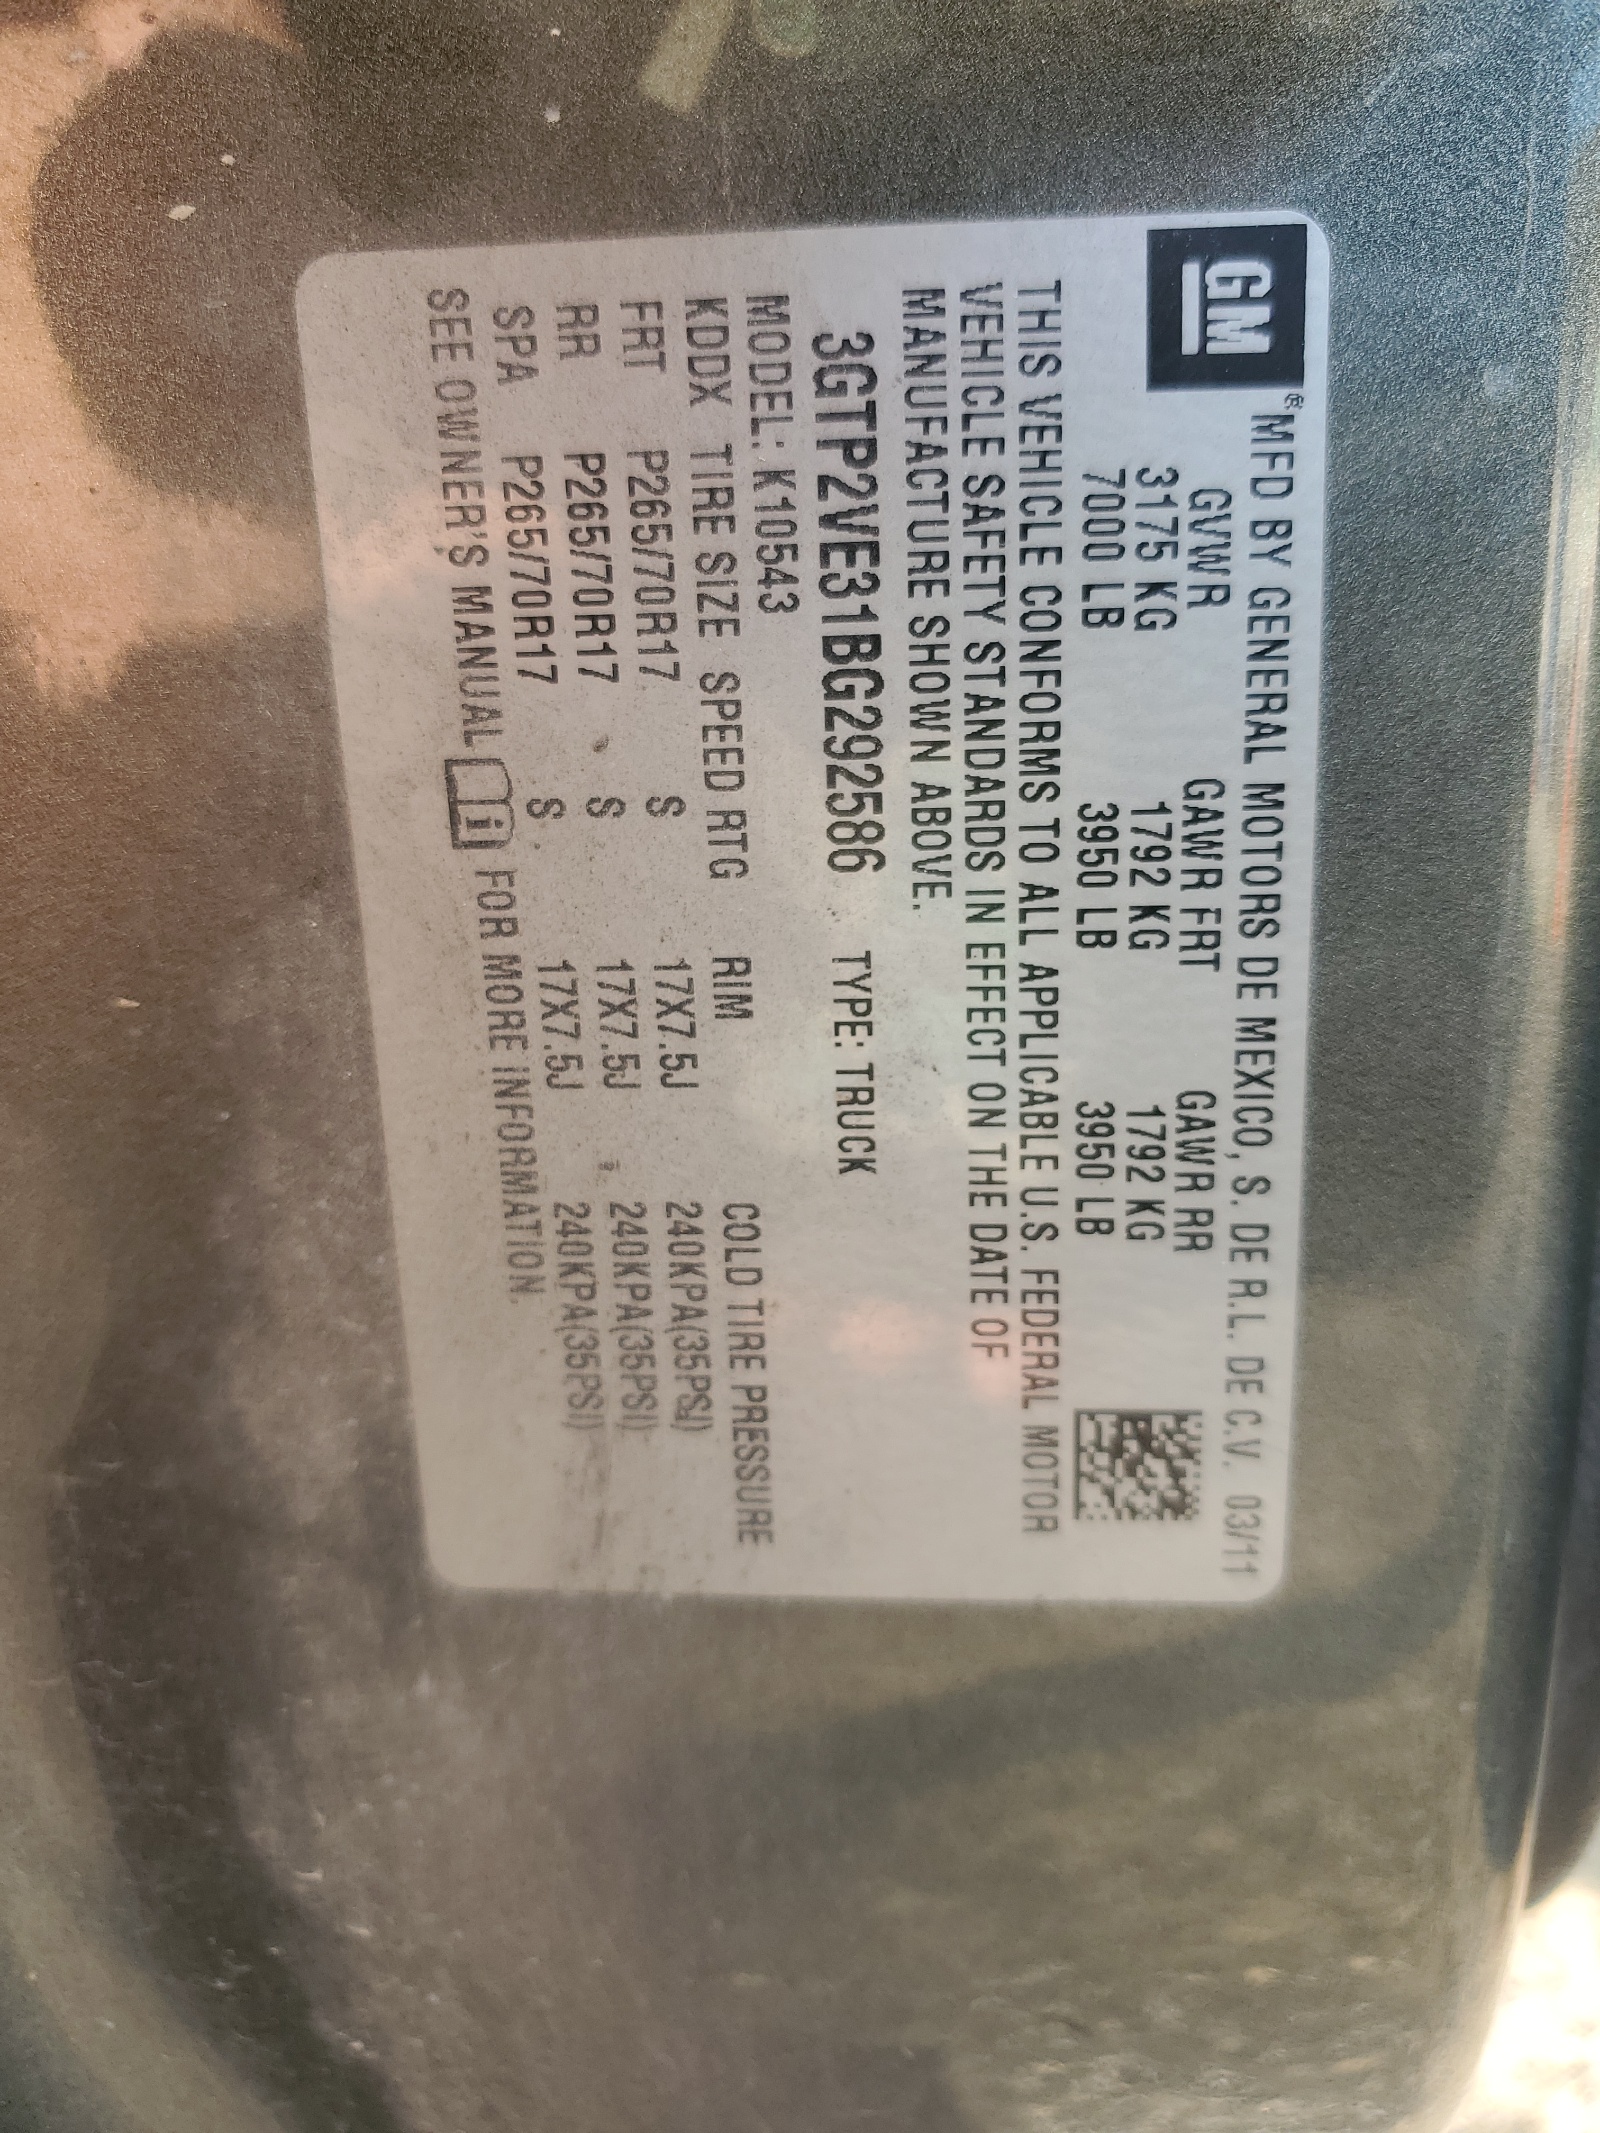 GM® MFD BY GENERAL MOTORS DE MEXICO, S. DE R.L. DE C.V. 03/11
GVWR GAWR FRT GAWR RR
3175 KG 1792 KG 1792 KG
7000 LB 3950 LB 3950 LB
THIS VEHICLE CONFORMS TO ALL APPLICABLE U.S. FEDERAL MOTOR
VEHICLE SAFETY STANDARDS IN EFFECT ON THE DATE OF
MANUFACTURE SHOWN ABOVE.
3GTP2VE31BG292586 TYPE: TRUCK
MODEL: K10543
KDDX TIRE SIZE SPEED RTG RIM COLD TIRE PRESSURE
FRT P265/70R17 S 17X7.5J 240KPA(35PSI)
RR P265/70R17 S 17X7.5J 240KPA(35PSI)
SPA P265/70R17 S 17X7.5J 240KPA(35PSI)
SEE OWNER'S MANUAL i FOR MORE INFORMATION.